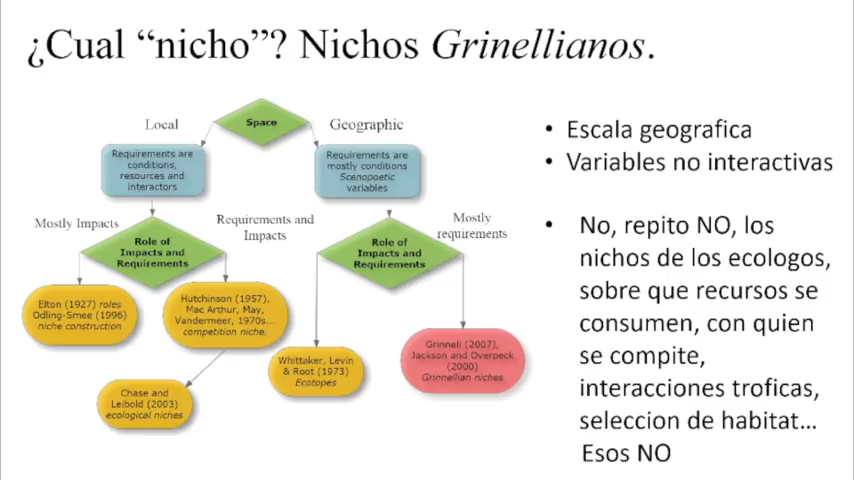 ¿Cual “nicho”? Nichos Grinellianos.
Local
Space
Geographic
Requirements are
conditions,
resources and
interactors
Requirements are
mostly conditions
Scenopoetic
variables
Mostly Impacts
Role of
Impacts and
Requirements
Requirements and
Impacts
Role of
Impacts and
Requirements
Mostly
requirements
Elton (1927) roles
Odling-Smee (1996)
niche construction
Hutchinson (1957),
Mac Arthur, May,
Vandermeer, 1970s...
competition niche.
Whittaker, Levin
& Root (1973)
Ecotopes
Grinnell (2007),
Jackson and Overpeck
(2000)
Grinnellian niches
Chase and
Leibold (2003)
ecological niches
• Escala geografica
• Variables no interactivas
• No, repito NO, los
nichos de los ecologos,
sobre que recursos se
consumen, con quien
se compite,
interacciones troficas,
seleccion de habitat...
Esos NO